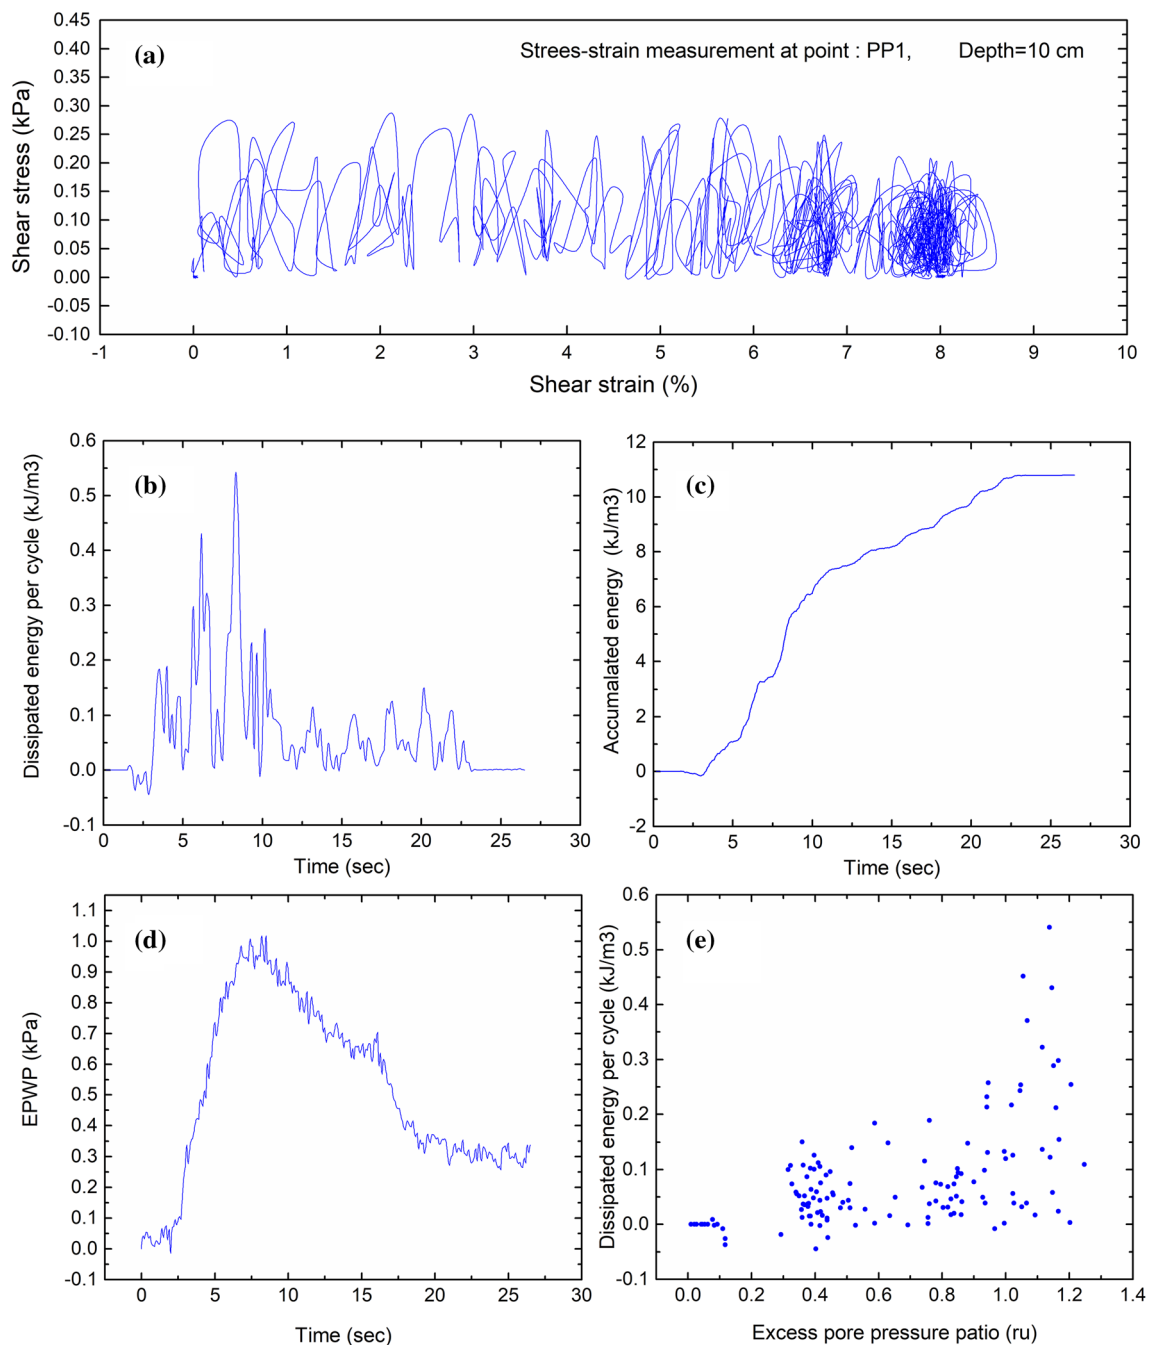 (a)
Strees-strain measurement at point : PP1, Depth=10 cm
Shear stress (kPa)
0.45
0.40
0.35
0.30
0.25
0.20
0.15
0.10
0.05
0.00
-0.05
-0.10
-1 0 1 2 3 4 5 6 7 8 9 10
Shear strain (%)
(b)
Dissipated energy per cycle (kJ/m3)
0.6
0.5
0.4
0.3
0.2
0.1
0.0
-0.1
0 5 10 15 20 25 30
Time (sec)
(c)
Accumalated energy (kJ/m3)
12
10
8
6
4
2
0
-2
0 5 10 15 20 25 30
Time (sec)
(d)
EPWP (kPa)
1.1
1.0
0.9
0.8
0.7
0.6
0.5
0.4
0.3
0.2
0.1
0.0
-0.1
0 5 10 15 20 25 30
Time (sec)
(e)
Dissipated energy per cycle (kJ/m3)
0.6
0.5
0.4
0.3
0.2
0.1
0.0
-0.1
0.0 0.2 0.4 0.6 0.8 1.0 1.2 1.4
Excess pore pressure patio (ru)